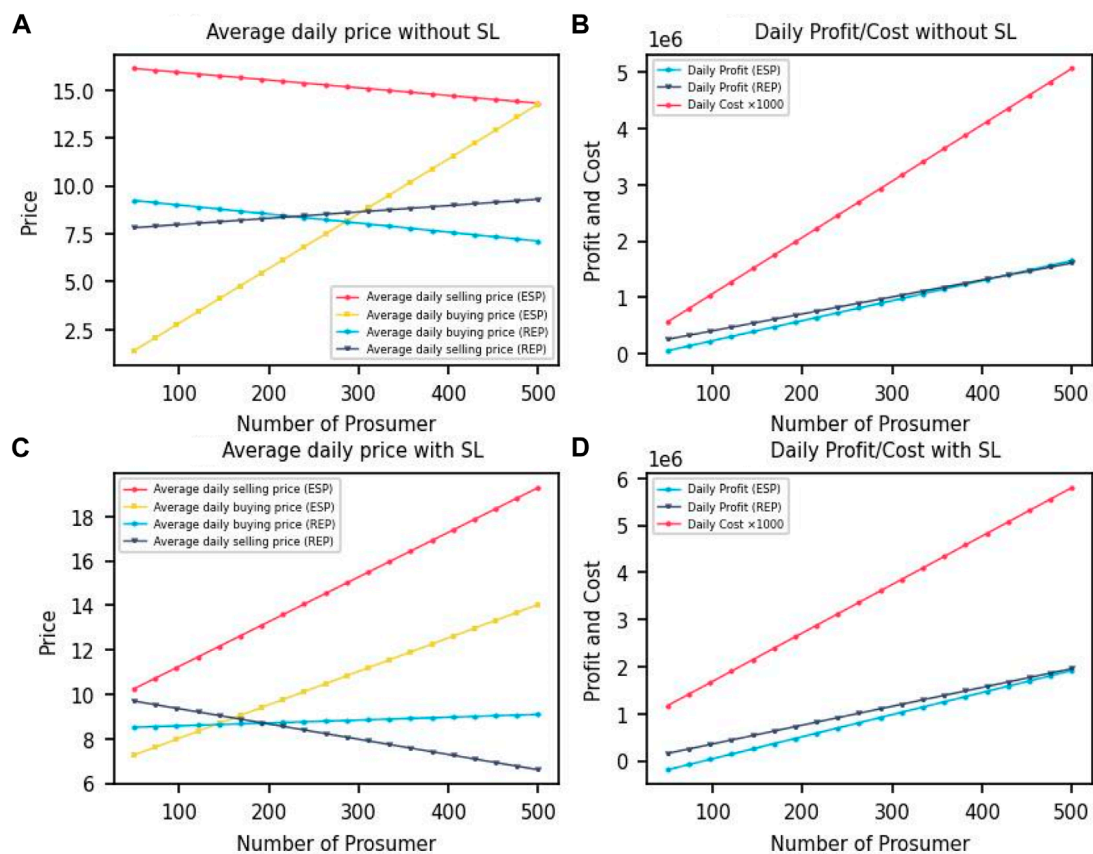 A
Average daily price without SL
Price
15.0
12.5
10.0
7.5
5.0
2.5
Average daily selling price (ESP)
Average daily buying price (ESP)
Average daily buying price (REP)
Average daily selling price (REP)
100 200 300 400 500
Number of Prosumer
B
Daily Profit/Cost without SL
1e6
Profit and Cost
5
4
3
2
1
0
Daily Profit (ESP)
Daily Profit (REP)
Daily Cost ×1000
100 200 300 400 500
Number of Prosumer
C
Average daily price with SL
Price
18
16
14
12
10
8
6
Average daily selling price (ESP)
Average daily buying price (ESP)
Average daily buying price (REP)
Average daily selling price (REP)
100 200 300 400 500
Number of Prosumer
D
Daily Profit/Cost with SL
1e6
Profit and Cost
6
5
4
3
2
1
0
Daily Profit (ESP)
Daily Profit (REP)
Daily Cost ×1000
100 200 300 400 500
Number of Prosumer